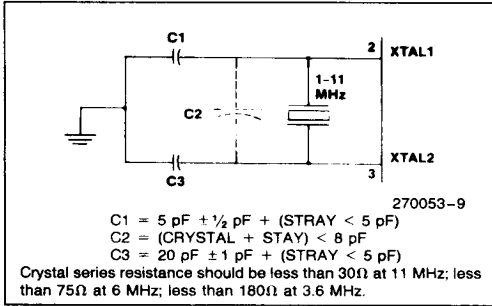 C1
2 XTAL1
1-11
MHz
C2
XTAL2
C3
3
270053-9
C1 = 5 pF ± 1/2 pF + (STRAY < 5 pF)
C2 = (CRYSTAL + STAY) < 8 pF
C3 = 20 pF ± 1 pF + (STRAY < 5 pF)
Crystal series resistance should be less than 30Ω at 11 MHz; less
than 75Ω at 6 MHz; less than 180Ω at 3.6 MHz.